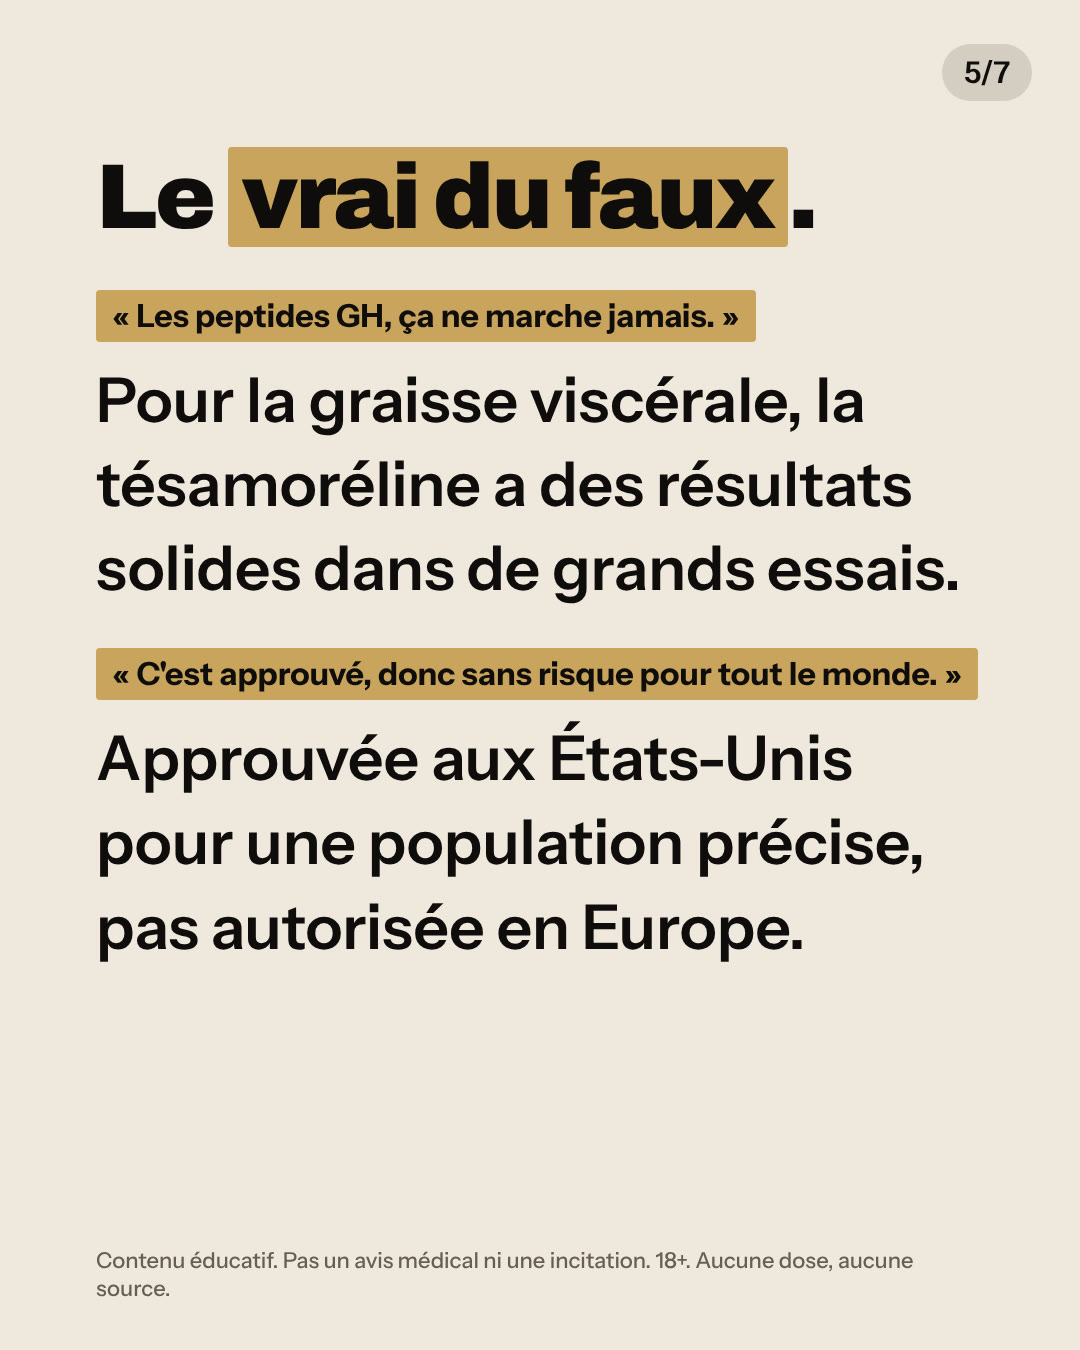 5/7
Le vrai du faux.
« Les peptides GH, ça ne marche jamais. »
Pour la graisse viscérale, la
tésamoréline a des résultats
solides dans de grands essais.
« C'est approuvé, donc sans risque pour tout le monde. »
Approuvée aux États-Unis
pour une population précise,
pas autorisée en Europe.
Contenu éducatif. Pas un avis médical ni une incitation. 18+. Aucune dose, aucune
source.